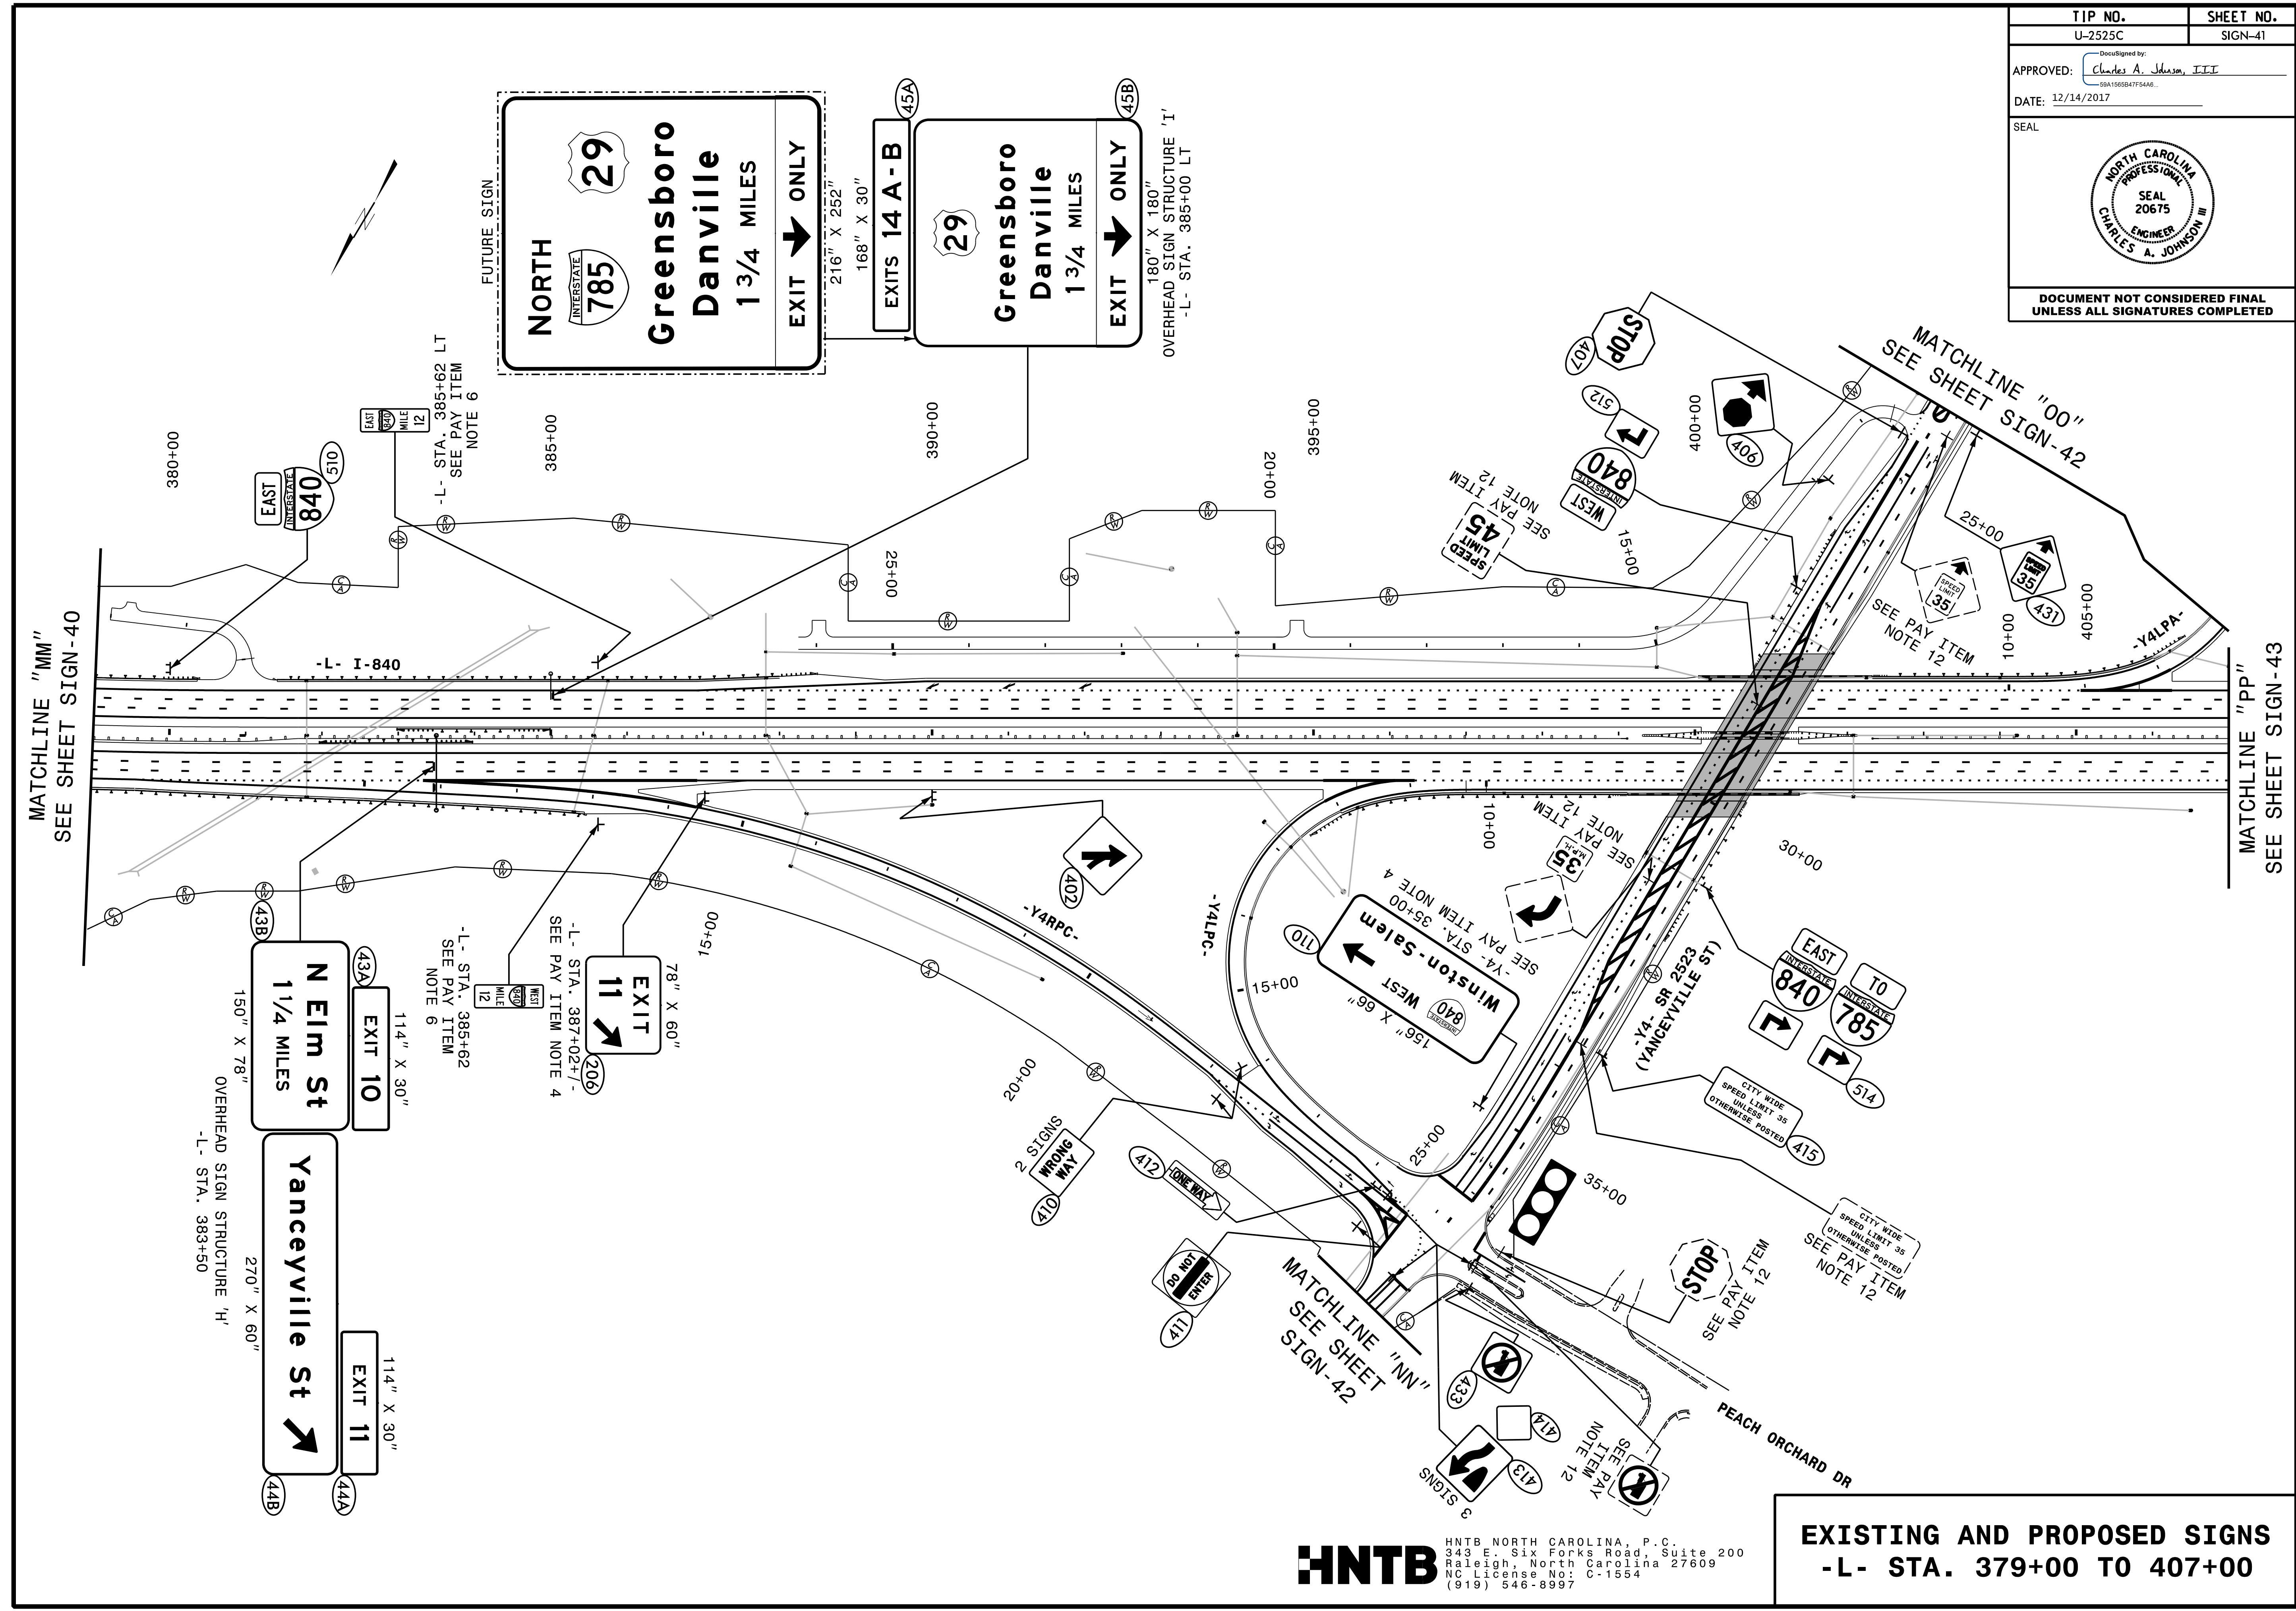 TIP NO.
SHEET NO.
U-2525C
SIGN-41
DocuSigned by:
APPROVED: Charles A. Johnson, III
59A1565B47F54A6...
DATE: 12/14/2017
SEAL
NORTH CAROLINA
PROFESSIONAL
SEAL
20675
ENGINEER
CHARLES A. JOHNSON III
DOCUMENT NOT CONSIDERED FINAL
UNLESS ALL SIGNATURES COMPLETED
FUTURE SIGN
NORTH
INTERSTATE
785
29
Greensboro
Danville
1 3/4 MILES
EXIT ONLY
216" X 252"
168" X 30"
45A
EXITS 14 A-B
45B
29
Greensboro
Danville
1 3/4 MILES
EXIT ONLY
180" X 180"
OVERHEAD SIGN STRUCTURE 'I'
-L- STA. 385+00 LT
EAST
840
MILE
12
-L- STA. 385+62 LT
SEE PAY ITEM
NOTE 6
EAST
INTERSTATE
840
510
380+00
385+00
390+00
395+00
400+00
405+00
20+00
25+00
15+00
STOP
407
512
INTERSTATE
840
WEST
406
SPEED
LIMIT
45
SEE PAY ITEM
NOTE 12
MATCHLINE "OO"
SEE SHEET SIGN-42
25+00
SPEED
LIMIT
35
431
SPEED
LIMIT
35
SEE PAY ITEM
NOTE 12
10+00
-Y4LPA-
MATCHLINE "MM"
SEE SHEET SIGN-40
-L- I-840
MATCHLINE "PP"
SEE SHEET SIGN-43
43B
N Elm St
1 1/4 MILES
150" X 78"
43A
EXIT 10
114" X 30"
OVERHEAD SIGN STRUCTURE 'H'
-L- STA. 383+50
Yanceyville St
270" X 60"
EXIT 11
114" X 30"
44B
44A
WEST
840
MILE
12
-L- STA. 385+62
SEE PAY ITEM
NOTE 6
EXIT
11
78" X 60"
206
-L- STA. 387+02+/-
SEE PAY ITEM NOTE 4
15+00
402
-Y4RPC-
-Y4LPC-
20+00
10+00
15+00
25+00
30+00
35+00
110
INTERSTATE
840
WEST
Winston-Salem
156" X 66"
-Y4- STA. 35+00
SEE PAY ITEM NOTE 4
35
M.P.H.
SEE PAY ITEM
NOTE 12
-Y4- SR 2523
(YANCEYVILLE ST)
EAST
INTERSTATE
840
TO
INTERSTATE
785
514
CITY WIDE
SPEED LIMIT 35
UNLESS
OTHERWISE POSTED
415
CITY WIDE
SPEED LIMIT 35
UNLESS
OTHERWISE POSTED
SEE PAY ITEM
NOTE 12
2 SIGNS
WRONG
WAY
410
412
ONE WAY
DO NOT
ENTER
411
MATCHLINE "NN"
SEE SHEET
SIGN-42
STOP
SEE PAY ITEM
NOTE 12
433
414
413
3 SIGNS
SEE PAY
ITEM
NOTE 12
PEACH ORCHARD DR
HNTB
HNTB NORTH CAROLINA, P.C.
343 E. Six Forks Road, Suite 200
Raleigh, North Carolina 27609
NC License No: C-1554
(919) 546-8997
EXISTING AND PROPOSED SIGNS
-L- STA. 379+00 TO 407+00